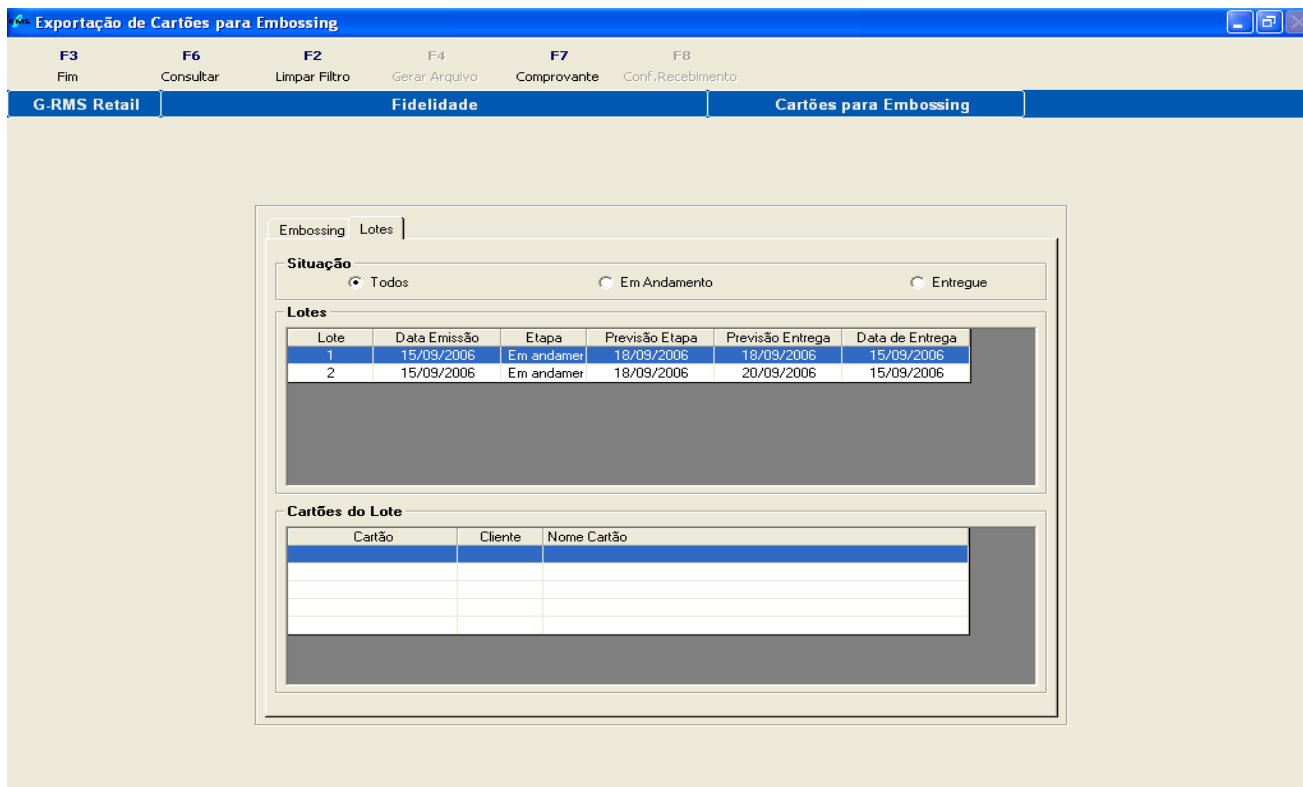 RMS Exportação de Cartões para Embossing
F3 F6 F2 F4 F7 F8
Fim Consultar Limpar Filtro Gerar Arquivo Comprovante Conf.Recebimento
G-RMS Retail Fidelidade Cartões para Embossing
Embossing Lotes
Situação
Todos Em Andamento Entregue
Lotes
Lote Data Emissão Etapa Previsão Etapa Previsão Entrega Data de Entrega
1 15/09/2006 Em andamer 18/09/2006 18/09/2006 15/09/2006
2 15/09/2006 Em andamer 18/09/2006 20/09/2006 15/09/2006
Cartões do Lote
Cartão Cliente Nome Cartão